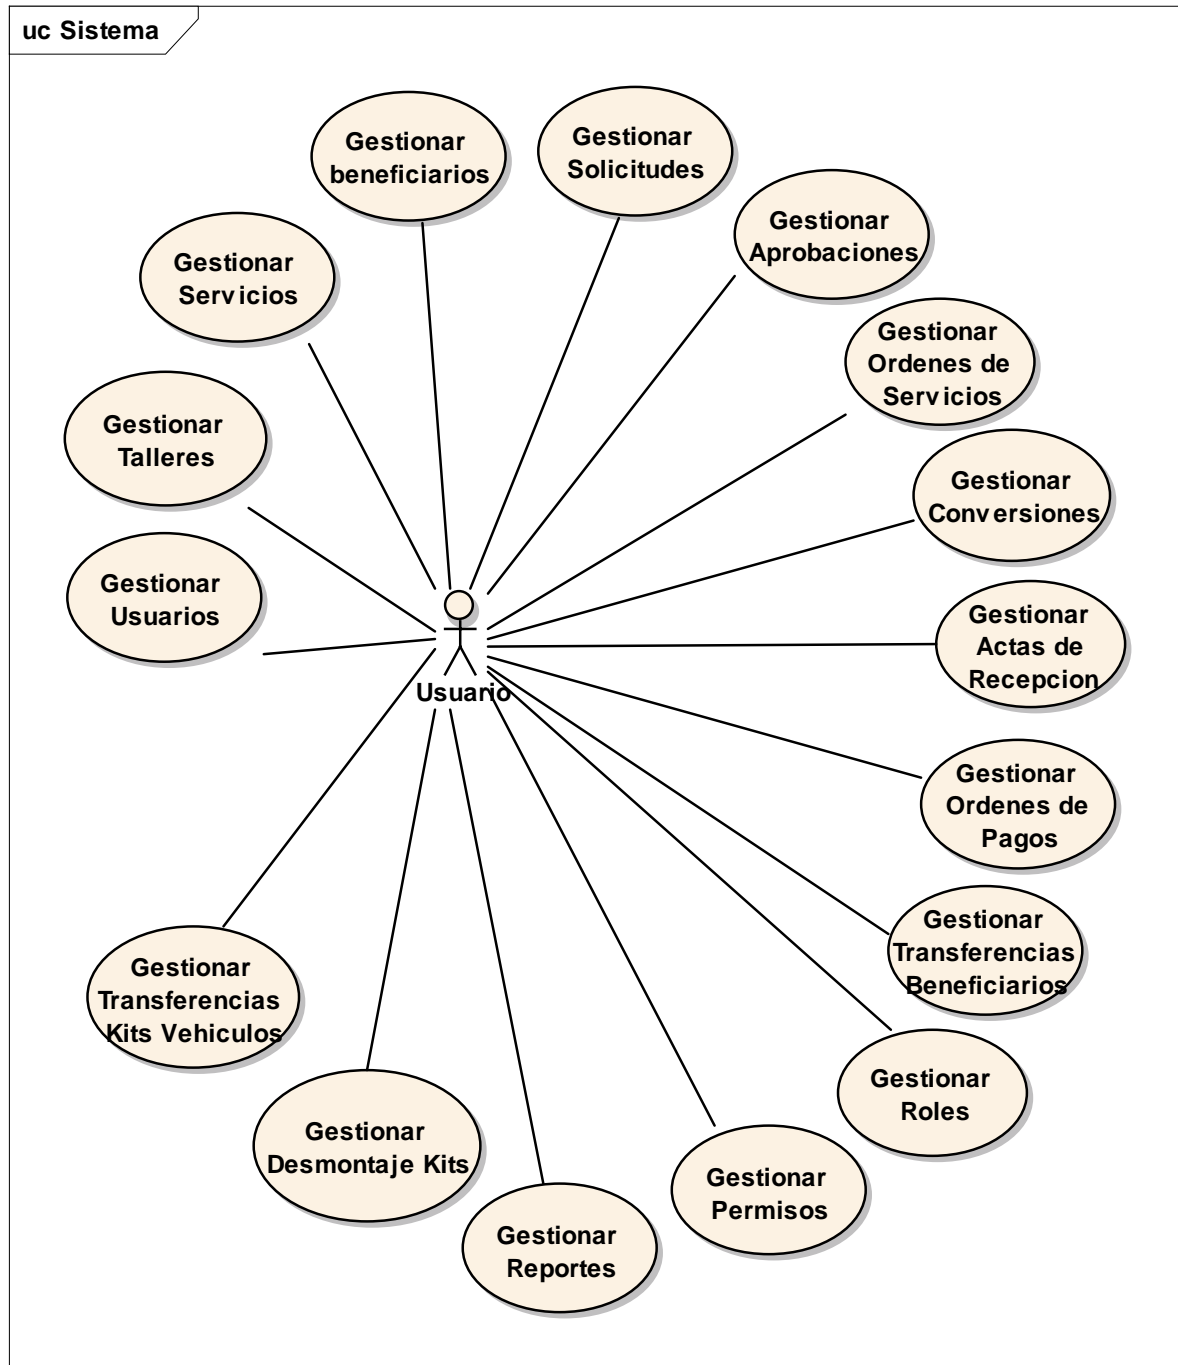 uc Sistema
Gestionar
beneficiarios
Gestionar
Solicitudes
Gestionar
Aprobaciones
Gestionar
Servicios
Gestionar
Ordenes de
Servicios
Gestionar
Talleres
Gestionar
Conversiones
Gestionar
Usuarios
Gestionar
Actas de
Recepcion
Usuario
Gestionar
Ordenes de
Pagos
Gestionar
Transferencias
Beneficiarios
Gestionar
Transferencias
Kits Vehiculos
Gestionar
Roles
Gestionar
Desmontaje Kits
Gestionar
Permisos
Gestionar
Reportes